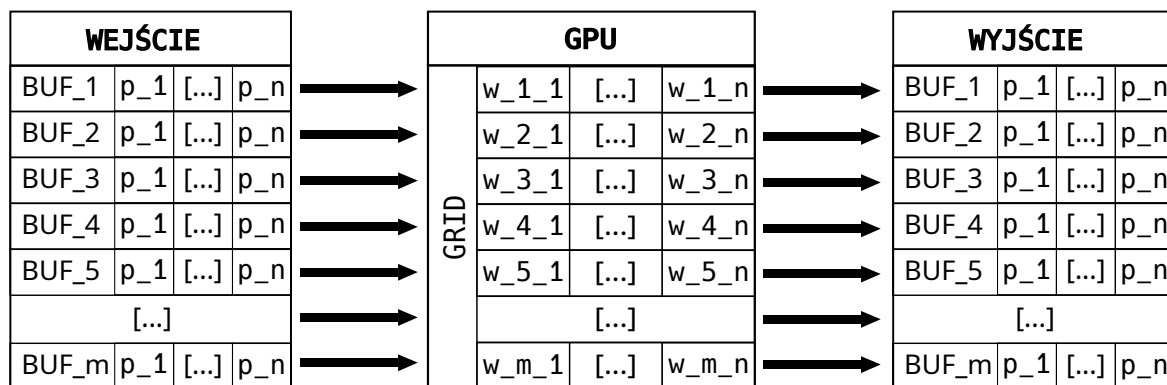 WEJŚCIE GPU WYJŚCIE
BUF_1 p_1 [...] p_n w_1_1 [...] w_1_n BUF_1 p_1 [...] p_n
BUF_2 p_1 [...] p_n w_2_1 [...] w_2_n BUF_2 p_1 [...] p_n
BUF_3 p_1 [...] p_n w_3_1 [...] w_3_n BUF_3 p_1 [...] p_n
GRID
BUF_4 p_1 [...] p_n w_4_1 [...] w_4_n BUF_4 p_1 [...] p_n
BUF_5 p_1 [...] p_n w_5_1 [...] w_5_n BUF_5 p_1 [...] p_n
[...] [...] [...]
BUF_m p_1 [...] p_n w_m_1 [...] w_m_n BUF_m p_1 [...] p_n